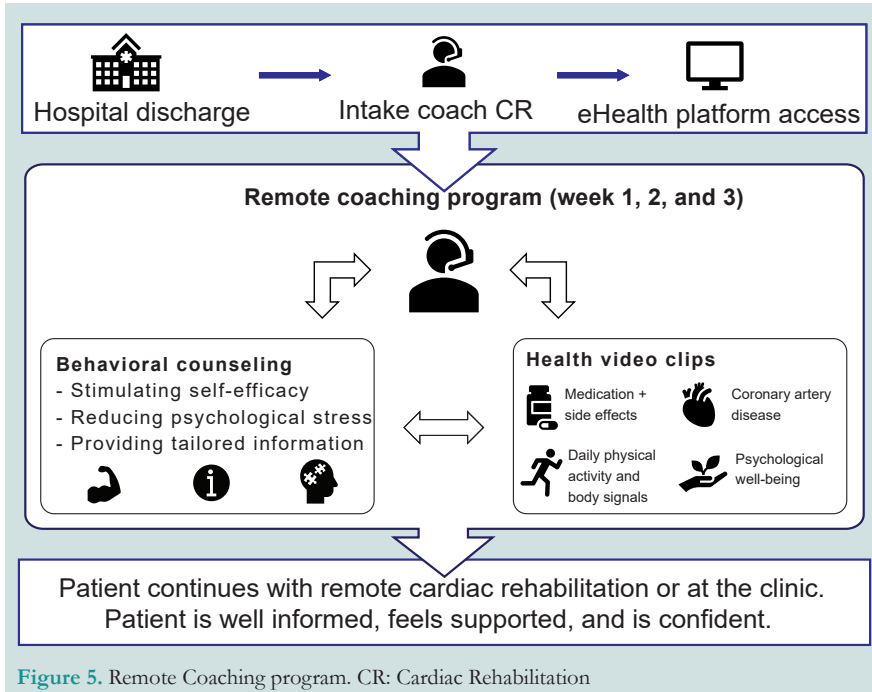 Hospital discharge
Intake coach CR
eHealth platform access
Remote coaching program (week 1, 2, and 3)
Behavioral counseling
- Stimulating self-efficacy
- Reducing psychological stress
- Providing tailored information
Health video clips
Medication +
side effects
Coronary artery
disease
Daily physical
activity and
body signals
Psychological
well-being
Patient continues with remote cardiac rehabilitation or at the clinic.
Patient is well informed, feels supported, and is confident.
Figure 5. Remote Coaching program. CR: Cardiac Rehabilitation